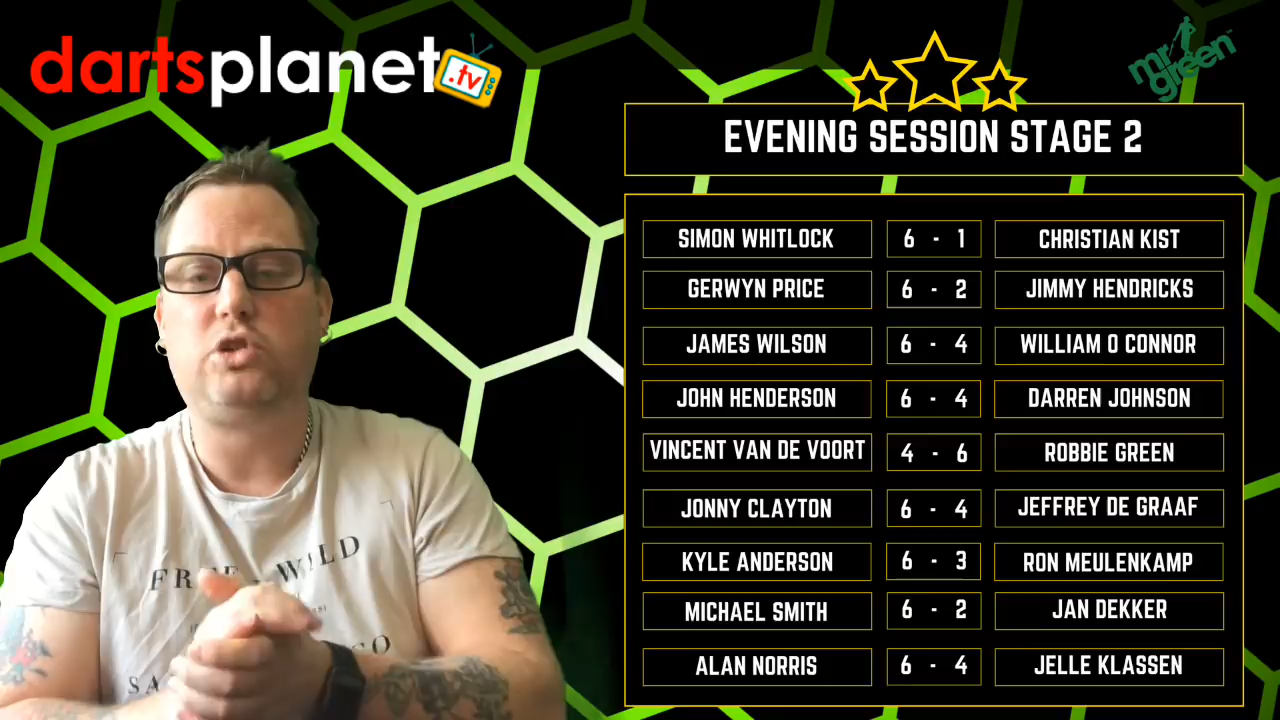 dartsplanet.tv
mr green
EVENING SESSION STAGE 2
SIMON WHITLOCK 6 - 1 CHRISTIAN KIST
GERWYN PRICE 6 - 2 JIMMY HENDRICKS
JAMES WILSON 6 - 4 WILLIAM O CONNOR
JOHN HENDERSON 6 - 4 DARREN JOHNSON
VINCENT VAN DE VOORT 4 - 6 ROBBIE GREEN
JONNY CLAYTON 6 - 4 JEFFREY DE GRAAF
KYLE ANDERSON 6 - 3 RON MEULENKAMP
MICHAEL SMITH 6 - 2 JAN DEKKER
ALAN NORRIS 6 - 4 JELLE KLASSEN
FREE WILD